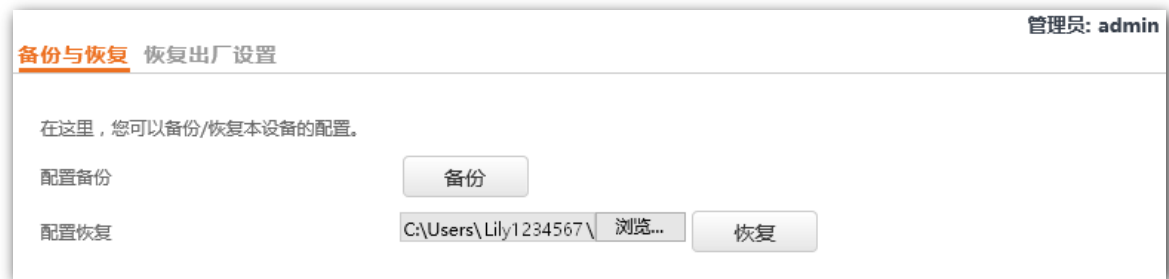 管理员: admin
备份与恢复 恢复出厂设置
在这里，您可以备份/恢复本设备的配置。
配置备份 备份
配置恢复 C:\Users\Lily1234567\ 浏览... 恢复